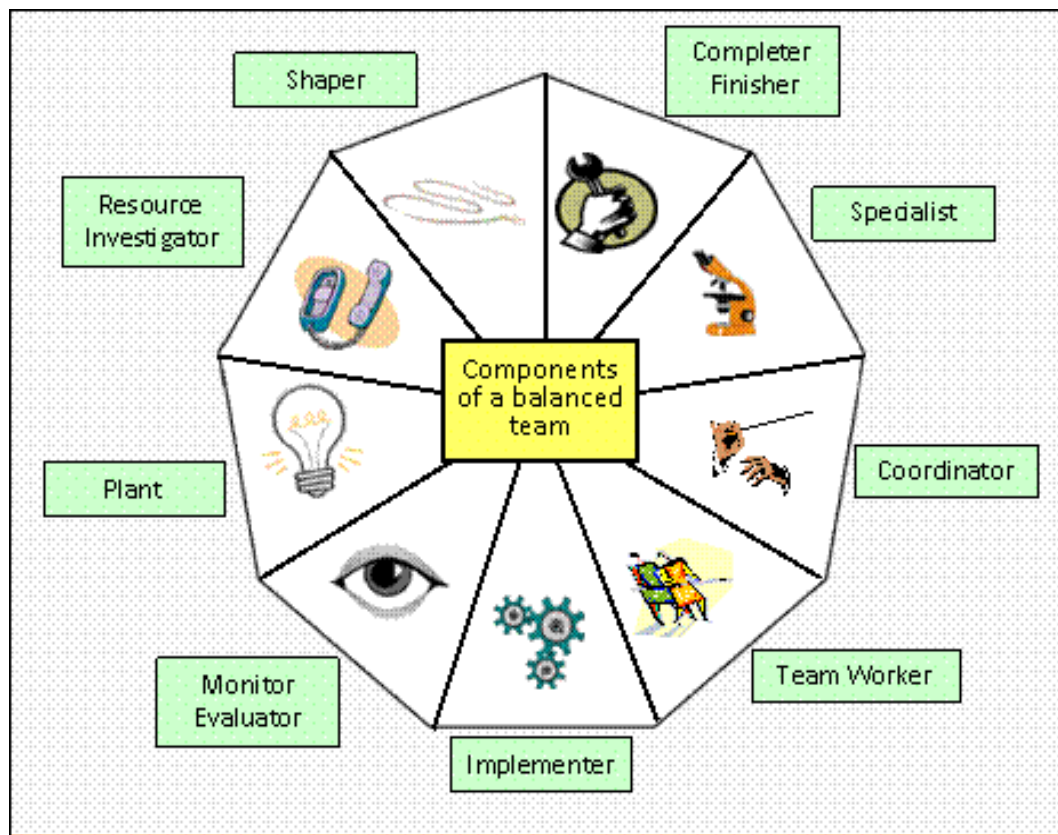 Shaper
Completer
Finisher
Resource
Investigator
Specialist
Components
of a balanced
team
Plant
Coordinator
Monitor
Evaluator
Team Worker
Implementer